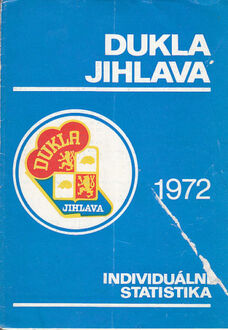 DUKLA
JIHLAVA
DUKLA
JIHLAVA
1972
INDIVIDUÁLNÍ
STATISTIKA